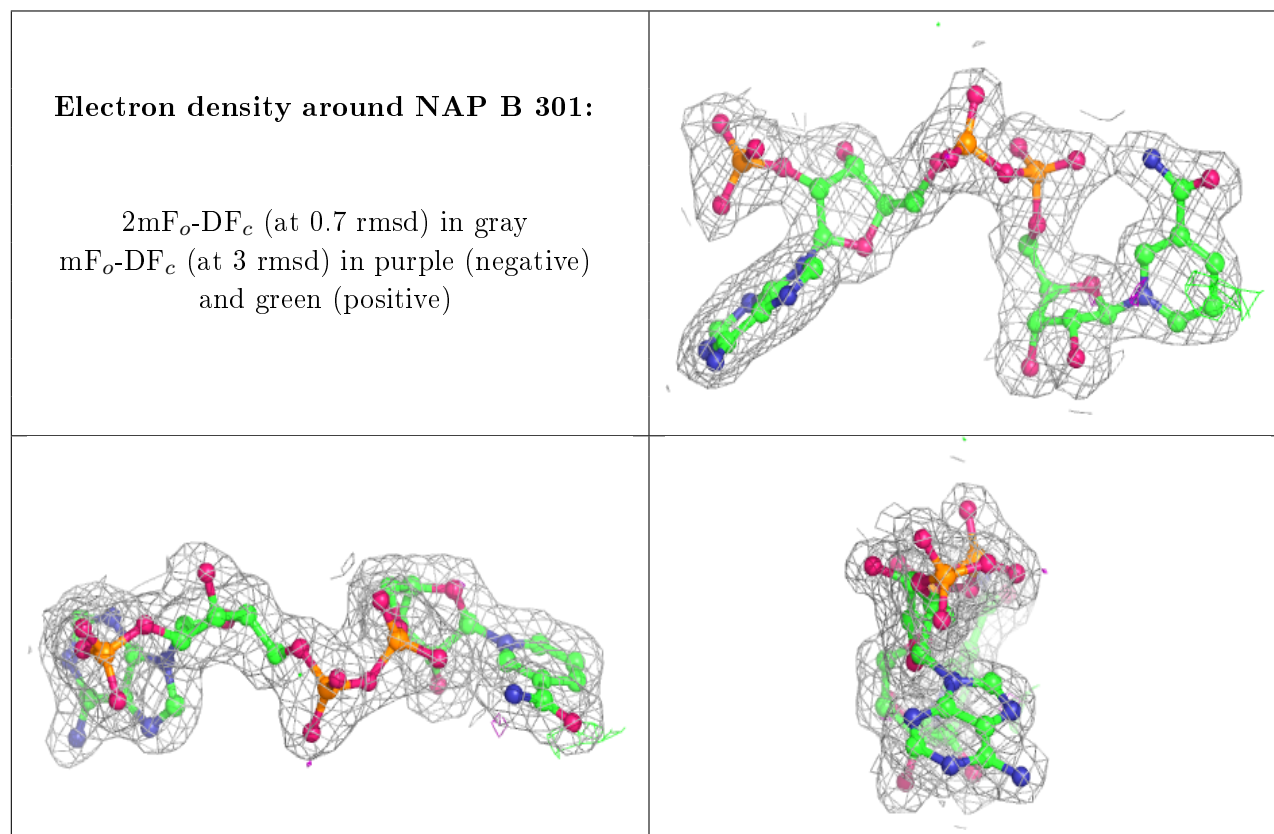 Electron density around NAP B 301:
2mFo-DFc (at 0.7 rmsd) in gray
mFo-DFc (at 3 rmsd) in purple (negative)
and green (positive)